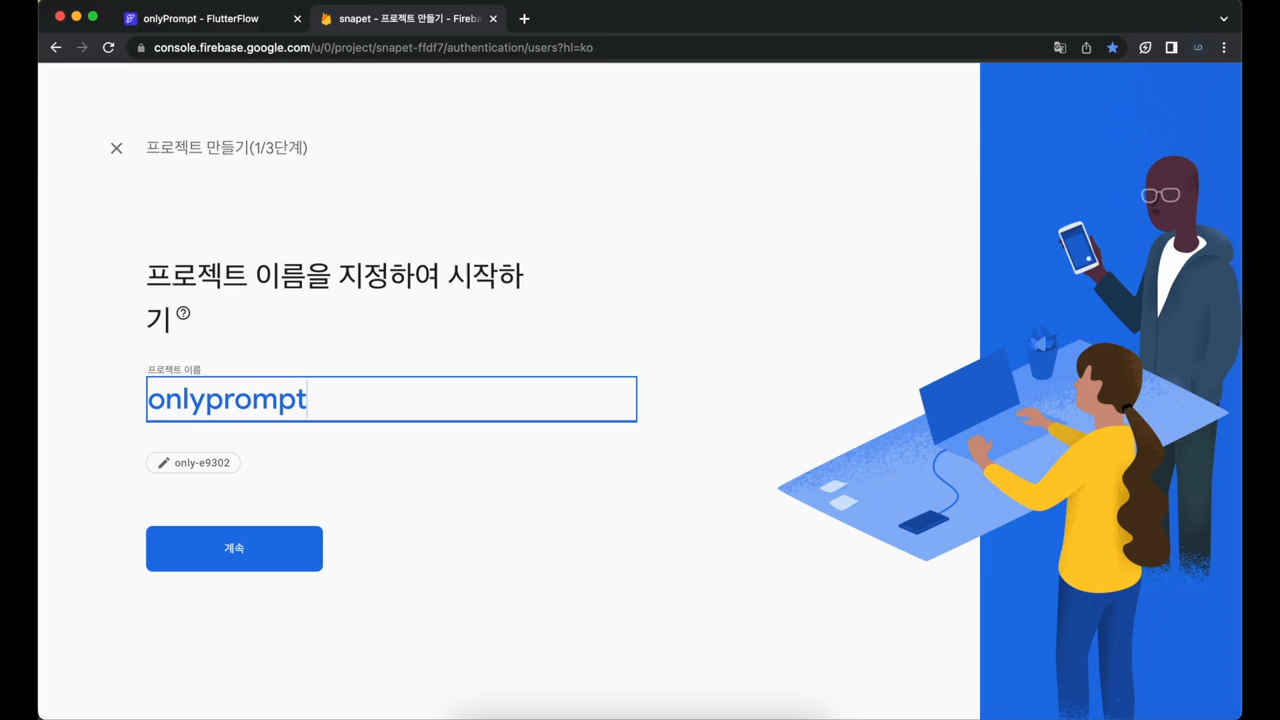 onlyPrompt - FlutterFlow
snapet - 프로젝트 만들기 - Fireba
console.firebase.google.com/u/0/project/snapet-ffdf7/authentication/users?hl=ko
프로젝트 만들기(1/3단계)
프로젝트 이름을 지정하여 시작하
기
프로젝트 이름
onlyprompt
only-e9302
계속